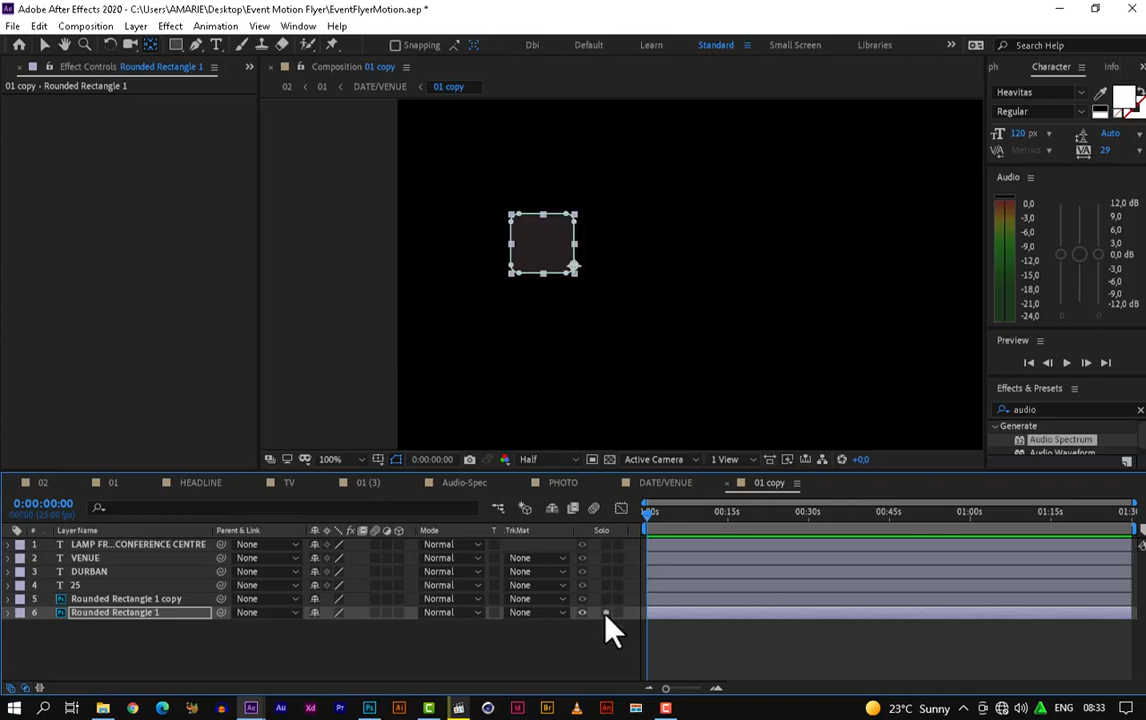 Adobe After Effects 2020 - C:\Users\AMARIE\Desktop\Event Motion Flyer\EventFlyerMotion.aep *
File Edit Composition Layer Effect Animation View Window Help
Snapping Dbi Default Learn Standard Small Screen Libraries Search Help
Effect Controls Rounded Rectangle 1
Composition 01 copy
ph Character Info
01 copy · Rounded Rectangle 1
02 01 DATE/VENUE 01 copy
Heavitas
Regular
120 px Auto
Metrics 29
Audio
0,0 12,0 dB
-3,0 9,0
-6,0 6,0
-9,0 3,0
-12,0 0,0 dB
-15,0 -3,0
-18,0 -6,0
-21,0 -9,0
-24,0 -12,0 dB
Preview
Effects & Presets
audio
Generate
Audio Spectrum
Audio Waveform
100% 0:00:00:00 Half Active Camera 1 View +0,0
02 01 HEADLINE TV 01 (3) Audio-Spec PHOTO DATE/VENUE 01 copy
0:00:00:00
00000 (25.00 fps)
00:15s 00:30s 00:45s 01:00s 01:15s
# Layer Name Parent & Link Mode T .TrkMat Solo
1 T LAMP FR...CONFERENCE CENTRE None Normal
2 T VENUE None Normal None
3 T DURBAN None Normal None
4 T 25 None Normal None
5 Rounded Rectangle 1 copy None Normal None
6 Rounded Rectangle 1 None Normal None
23°C Sunny 08:33